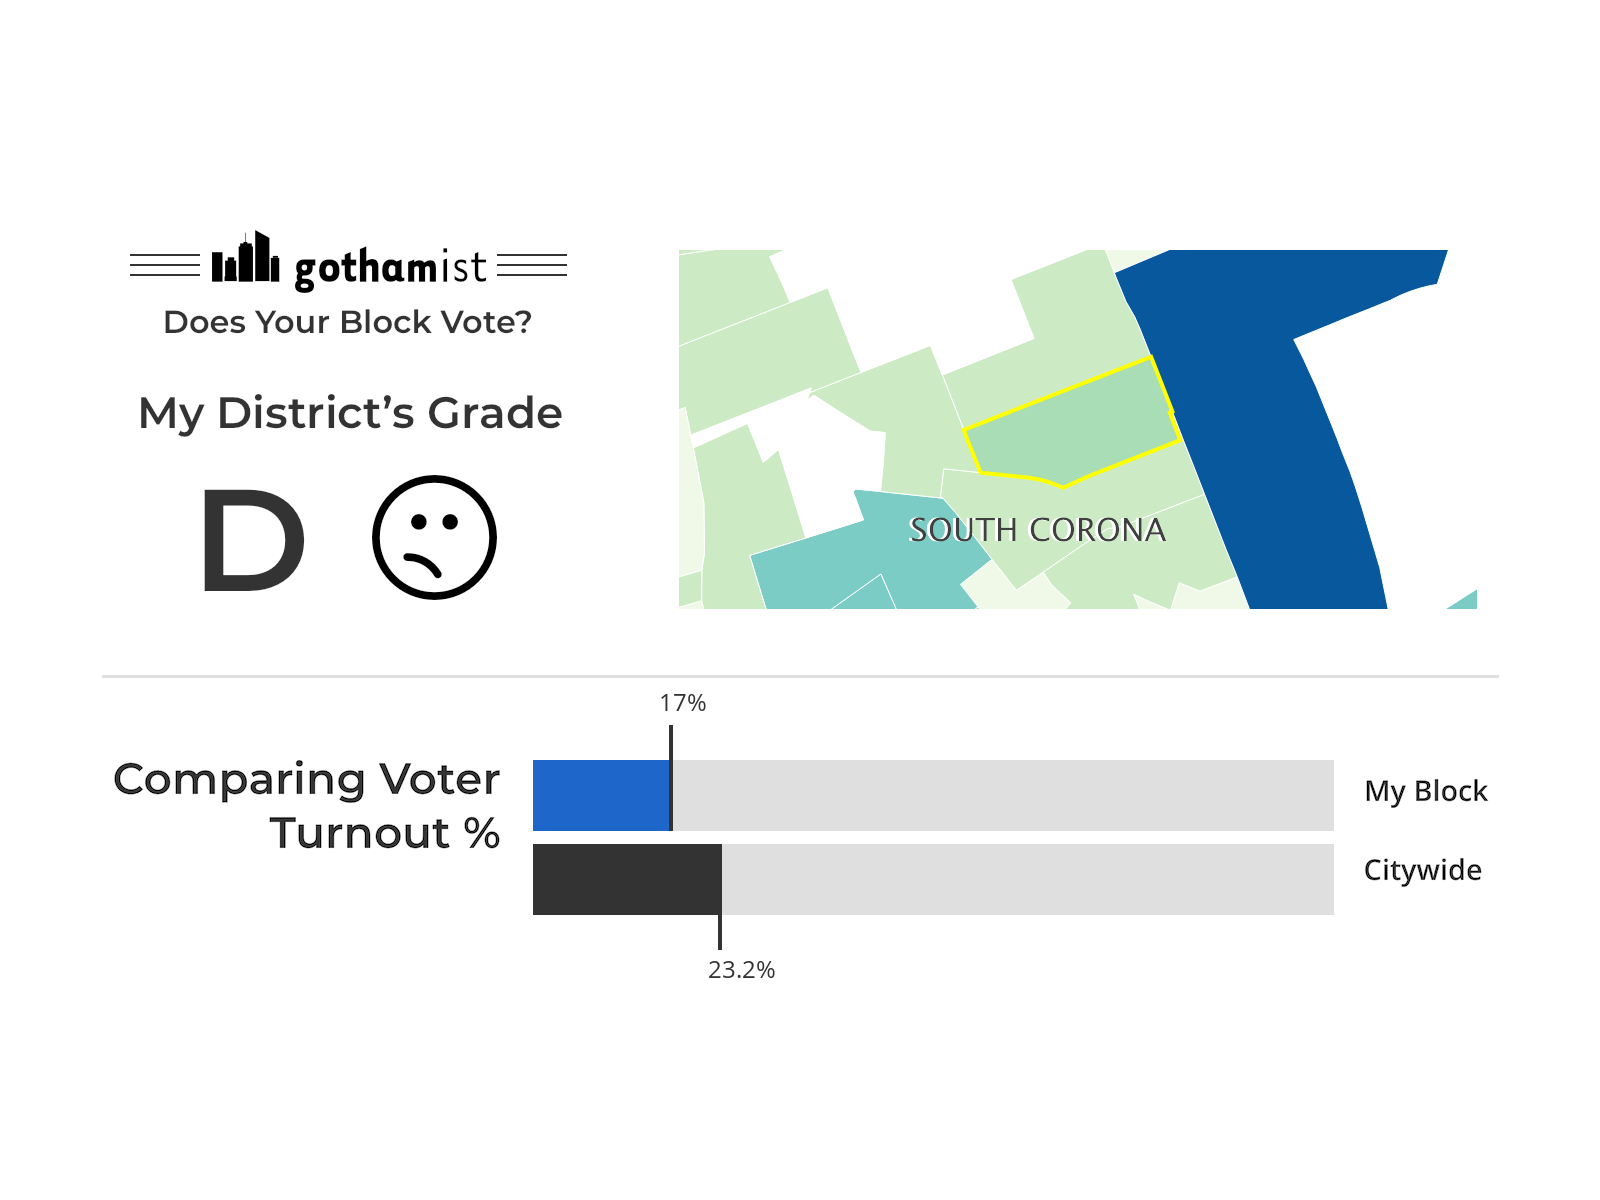 gothamist
Does Your Block Vote?
My District’s Grade
D
SOUTH CORONA
17%
Comparing Voter
Turnout %
My Block
Citywide
23.2%